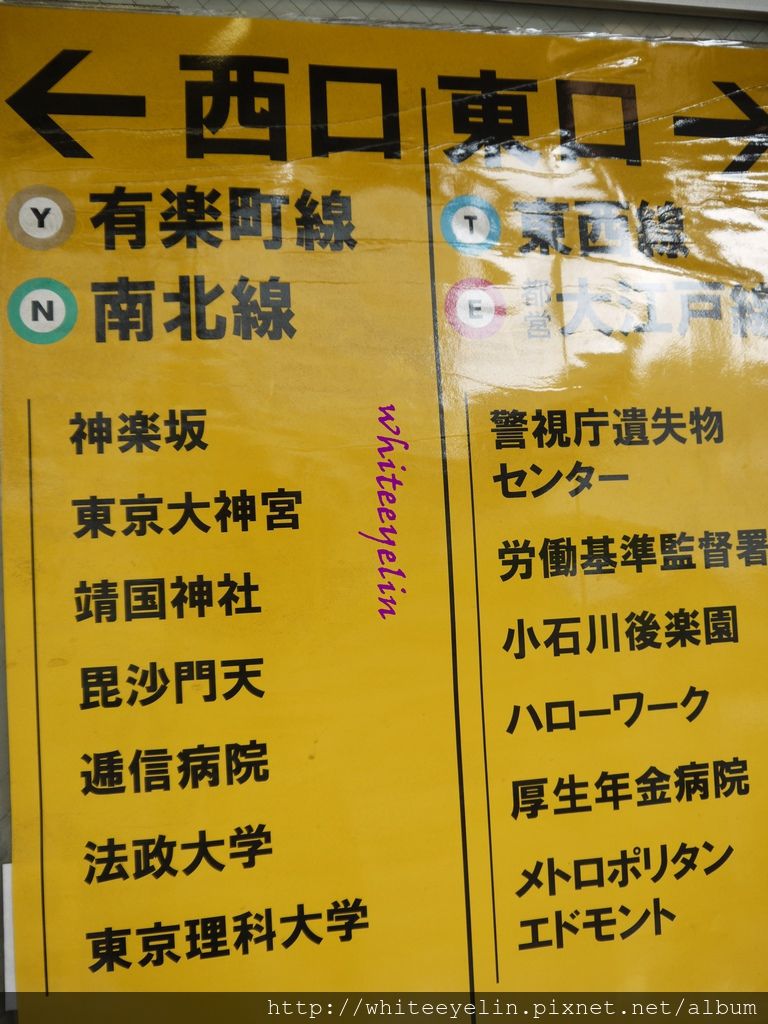 ← 西口
Y 有楽町線
N 南北線
神楽坂
東京大神宮
靖国神社
毘沙門天
逓信病院
法政大学
東京理科大学
東口 →
T 東西線
E 都営大江戸線
警視庁遺失物
センター
労働基準監督署
小石川後楽園
ハローワーク
厚生年金病院
メトロポリタン
エドモント
whiteeyelin
http://whiteeyelin.pixnet.net/album